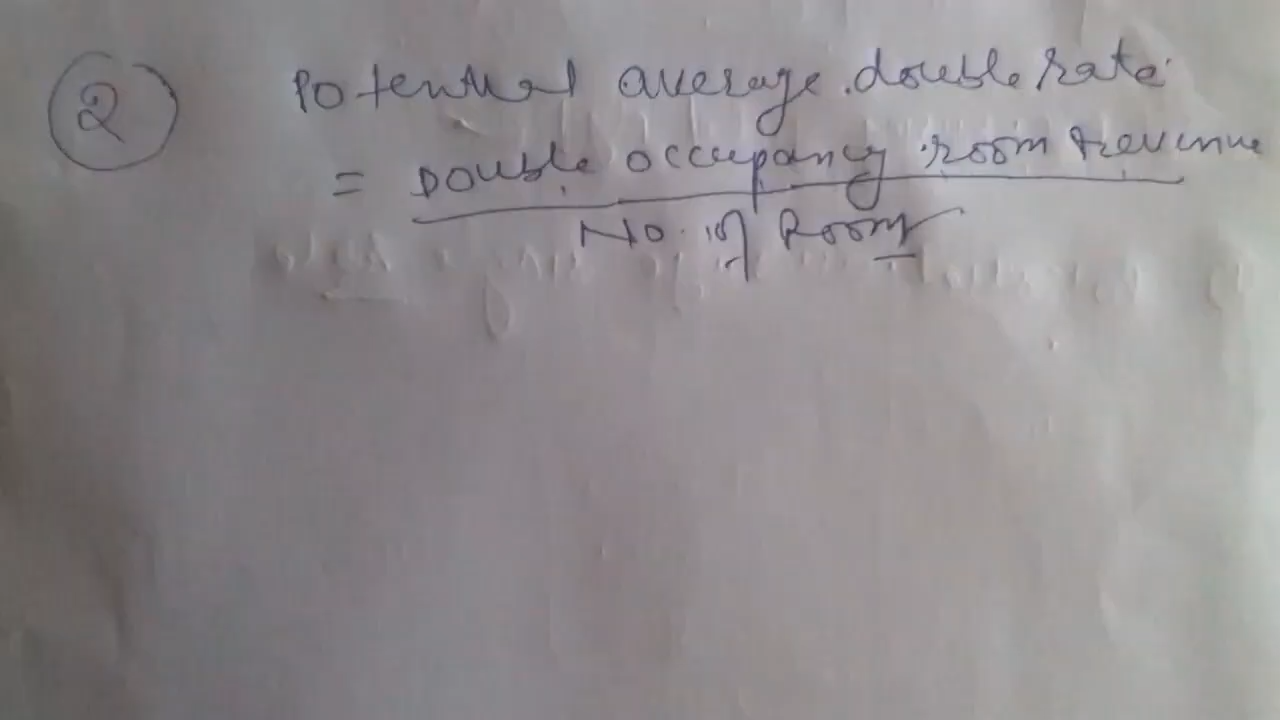 2
Potential average double rate
= Double occupancy room revenue
No. of Room